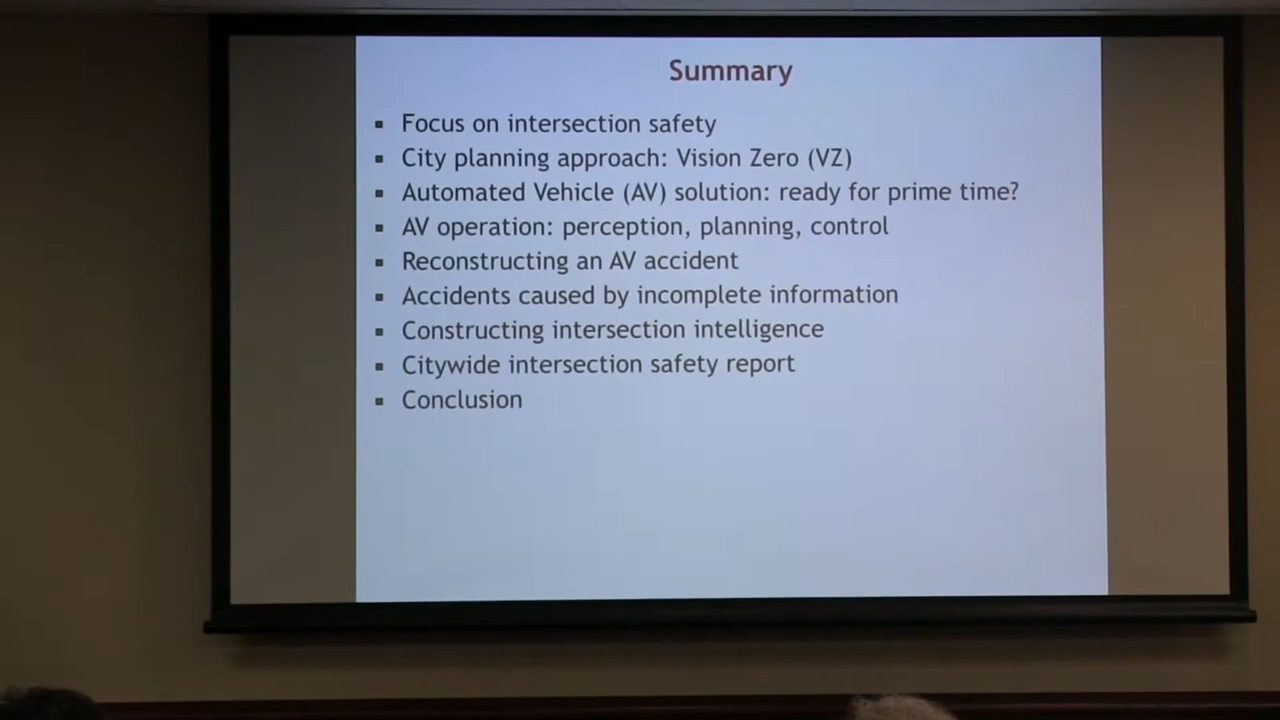 Summary
▪ Focus on intersection safety
▪ City planning approach: Vision Zero (VZ)
▪ Automated Vehicle (AV) solution: ready for prime time?
▪ AV operation: perception, planning, control
▪ Reconstructing an AV accident
▪ Accidents caused by incomplete information
▪ Constructing intersection intelligence
▪ Citywide intersection safety report
▪ Conclusion